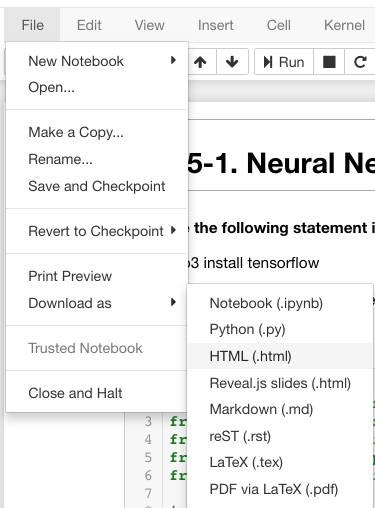 File Edit View Insert Cell Kernel
New Notebook
Run
Open...
Make a Copy...
5-1. Neural Ne
Rename...
Save and Checkpoint
Revert to Checkpoint
e the following statement i
Print Preview
3 install tensorflow
Download as
Notebook (.ipynb)
Python (.py)
Trusted Notebook
HTML (.html)
Reveal.js slides (.html)
Close and Halt
Markdown (.md)
3 fr
reST (.rst)
4 fr
5 fr
LaTeX (.tex)
6 fr
PDF via LaTeX (.pdf)
7